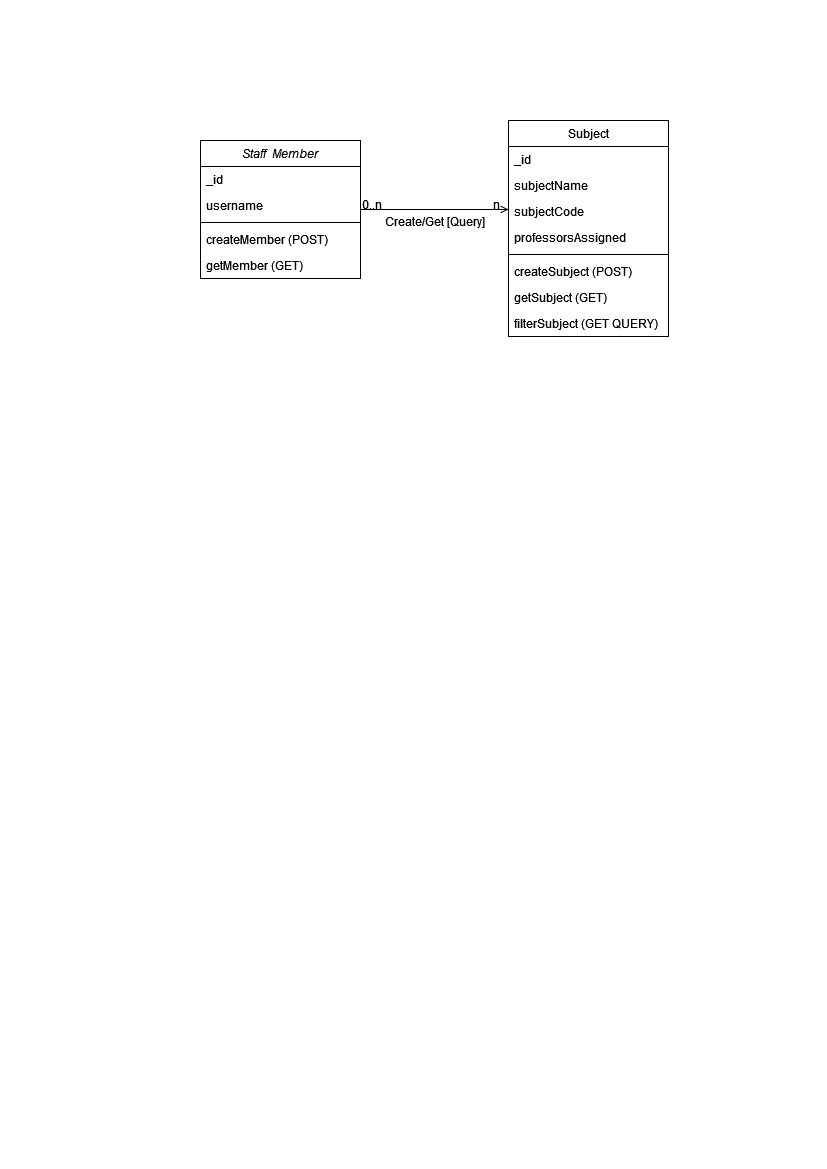 Staff Member
_id
username
createMember (POST)
getMember (GET)
0..n
n
Create/Get [Query]
Subject
_id
subjectName
subjectCode
professorsAssigned
createSubject (POST)
getSubject (GET)
filterSubject (GET QUERY)